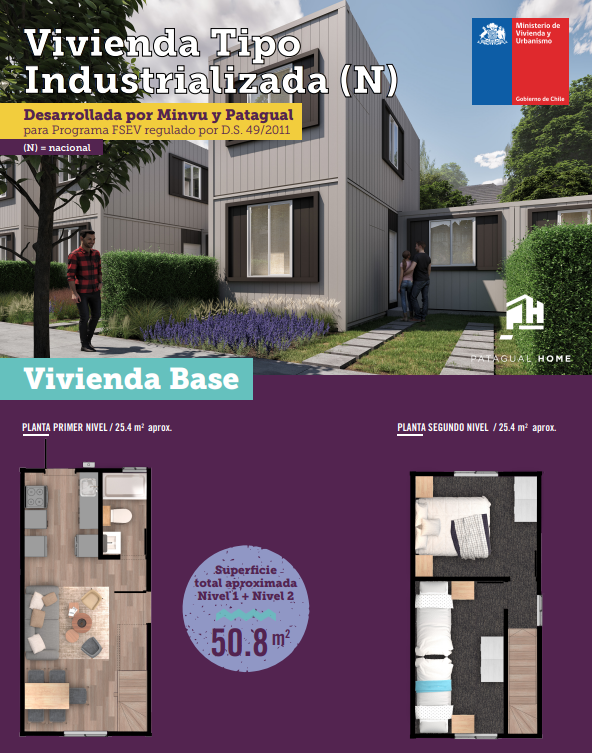 Vivienda Tipo
Industrializada (N)
Ministerio de
Vivienda y
Urbanismo
Gobierno de Chile
Desarrollada por Minvu y Patagual
para Programa FSEV regulado por D.S. 49/2011
(N) = nacional
PATAGUAL HOME
Vivienda Base
PLANTA PRIMER NIVEL / 25.4 m² aprox.
PLANTA SEGUNDO NIVEL / 25.4 m² aprox.
Superficie
total aproximada
Nivel 1 + Nivel 2
50.8 m²